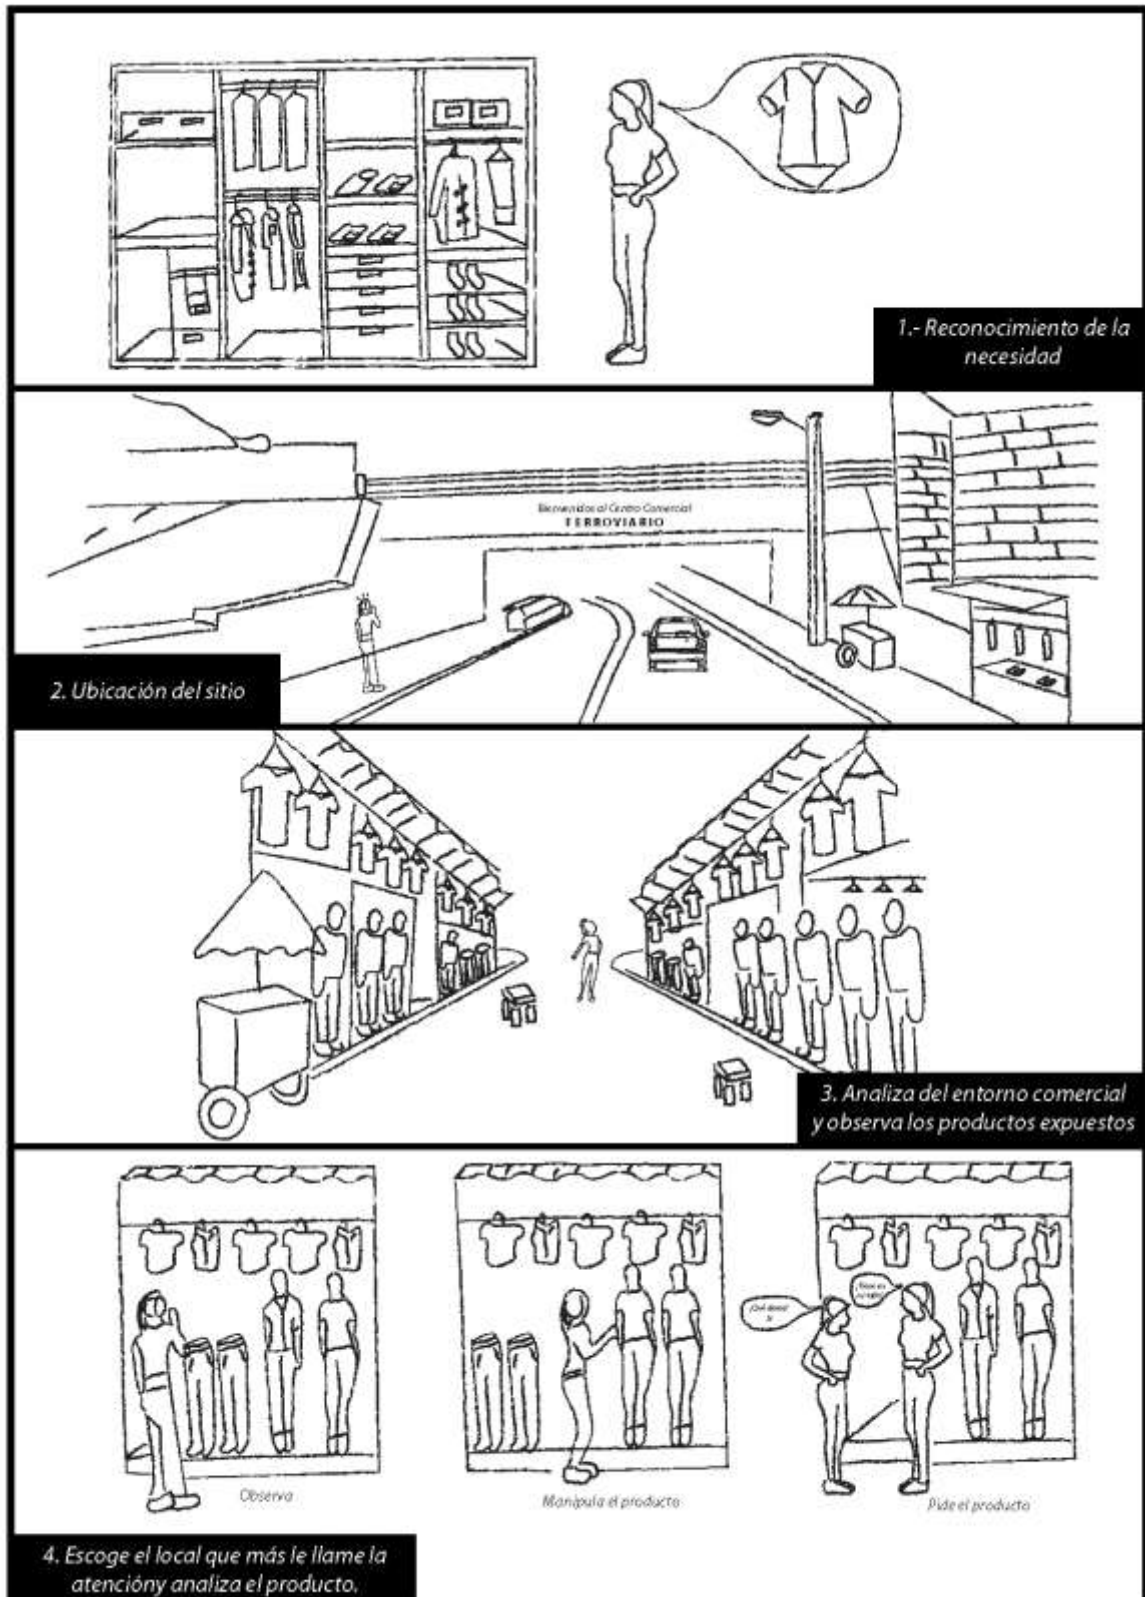 1.- Reconocimiento de la
necesidad
Bienvenidos al Centro Comercial
FERROVIARIO
2. Ubicación del sitio
3. Analiza del entorno comercial
y observa los productos expuestos
Observa
Manipula el producto
Pide el producto
4. Escoge el local que más le llame la
atencióny analiza el producto.